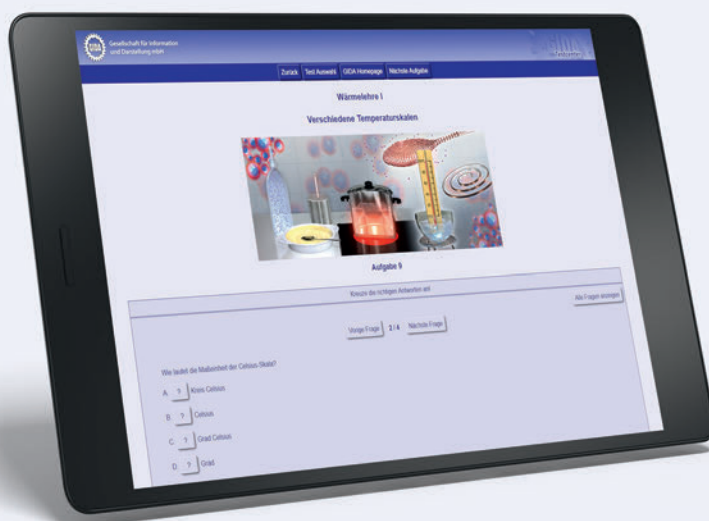 GIDA
Gesellschaft für Information
und Darstellung mbH
Zurück Test Auswahl GIDA Homepage Nächste Aufgabe
Wärmelehre I
Verschiedene Temperaturskalen
Aufgabe 9
Kreuze die richtigen Antworten an!
Alle Fragen anzeigen
Vorige Frage 2 / 4 Nächste Frage
Wie lautet die Maßeinheit der Celsius-Skala?
A. ? Kreis Celsius
B. ? Celsius
C. ? Grad Celsius
D. ? Grad